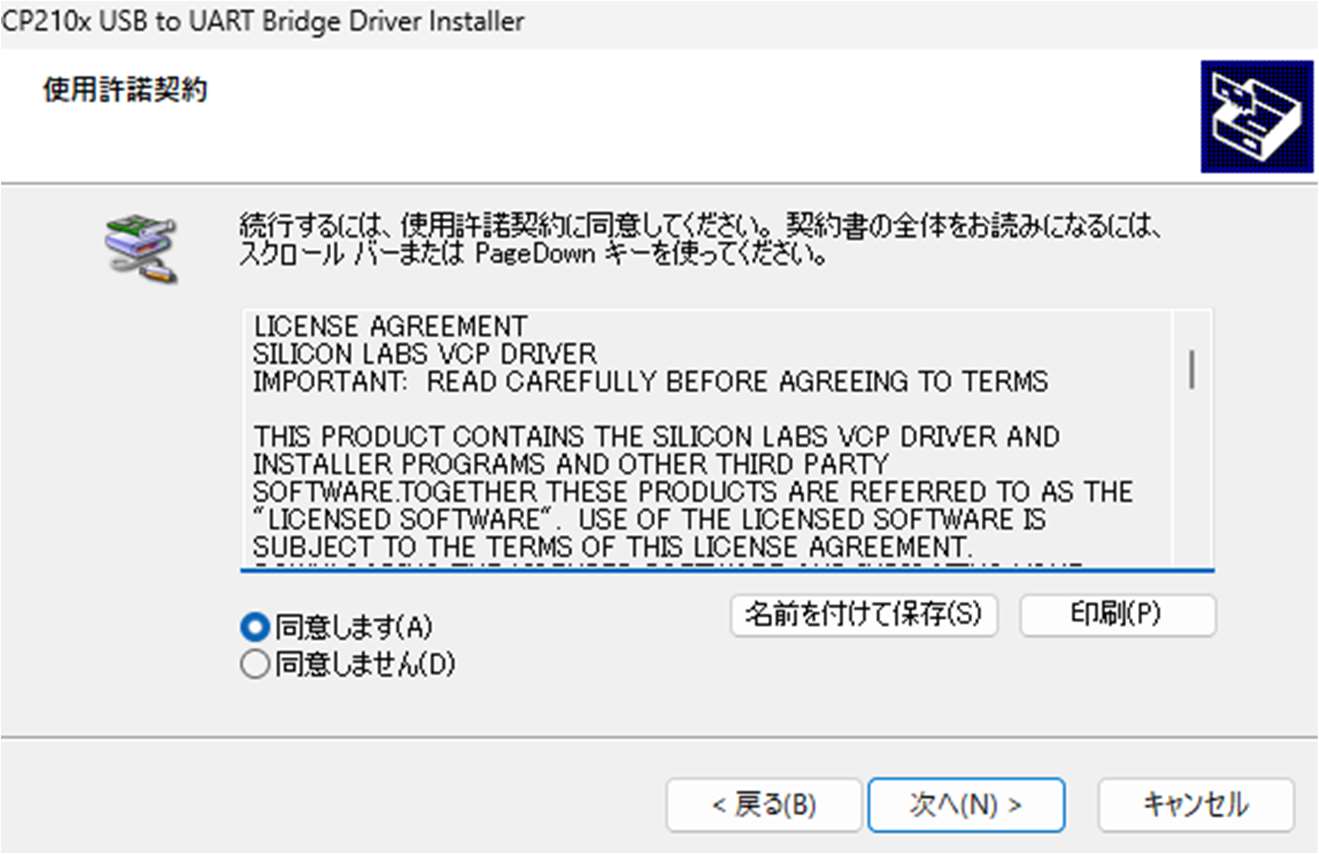 CP210x USB to UART Bridge Driver Installer
使用許諾契約
続行するには、使用許諾契約に同意してください。契約書の全体をお読みになるには、
スクロール バーまたは PageDown キーを使ってください。
LICENSE AGREEMENT
SILICON LABS VCP DRIVER
IMPORTANT:  READ CAREFULLY BEFORE AGREEING TO TERMS
THIS PRODUCT CONTAINS THE SILICON LABS VCP DRIVER AND
INSTALLER PROGRAMS AND OTHER THIRD PARTY
SOFTWARE.TOGETHER THESE PRODUCTS ARE REFERRED TO AS THE
"LICENSED SOFTWARE".  USE OF THE LICENSED SOFTWARE IS
SUBJECT TO THE TERMS OF THIS LICENSE AGREEMENT.
同意します(A)
同意しません(D)
名前を付けて保存(S)
印刷(P)
< 戻る(B)
次へ(N) >
キャンセル